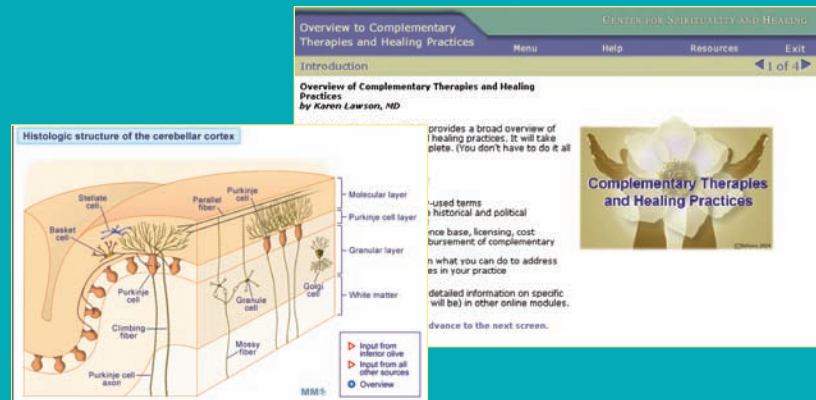 Overview to Complementary
Therapies and Healing Practices
CENTER FOR SPIRITUALITY AND HEALING
Menu Help Resources Exit
Introduction
1 of 4
Overview of Complementary Therapies and Healing
Practices
by Karen Lawson, MD
provides a broad overview of
healing practices. It will take
plete. (You don't have to do it all
y-used terms
historical and political
nce base, licensing, cost
bursement of complementary
n what you can do to address
es in your practice
detailed information on specific
will be) in other online modules.
dvance to the next screen.
Complementary Therapies
and Healing Practices
Histologic structure of the cerebellar cortex
Stellate
cell
Basket
cell
Parallel
fiber
Purkinje
cell
Molecular layer
Purkinje cell layer
Granular layer
White matter
Purkinje
cell
Climbing
fiber
Purkinje cell
axon
Granule
cell
Mossy
fiber
Golgi
cell
Input from
inferior olive
Input from all
other sources
Overview